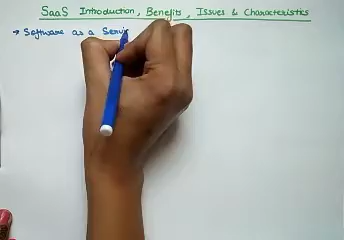 SaaS Introduction, Benefits, Issues & Characteristics
→ Software as a Servi